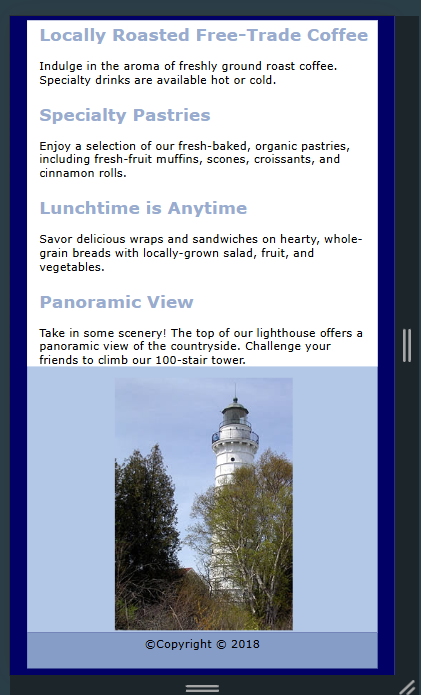 Locally Roasted Free-Trade Coffee
Indulge in the aroma of freshly ground roast coffee.
Specialty drinks are available hot or cold.
Specialty Pastries
Enjoy a selection of our fresh-baked, organic pastries,
including fresh-fruit muffins, scones, croissants, and
cinnamon rolls.
Lunchtime is Anytime
Savor delicious wraps and sandwiches on hearty, whole-
grain breads with locally-grown salad, fruit, and
vegetables.
Panoramic View
Take in some scenery! The top of our lighthouse offers a
panoramic view of the countryside. Challenge your
friends to climb our 100-stair tower.
©Copyright © 2018